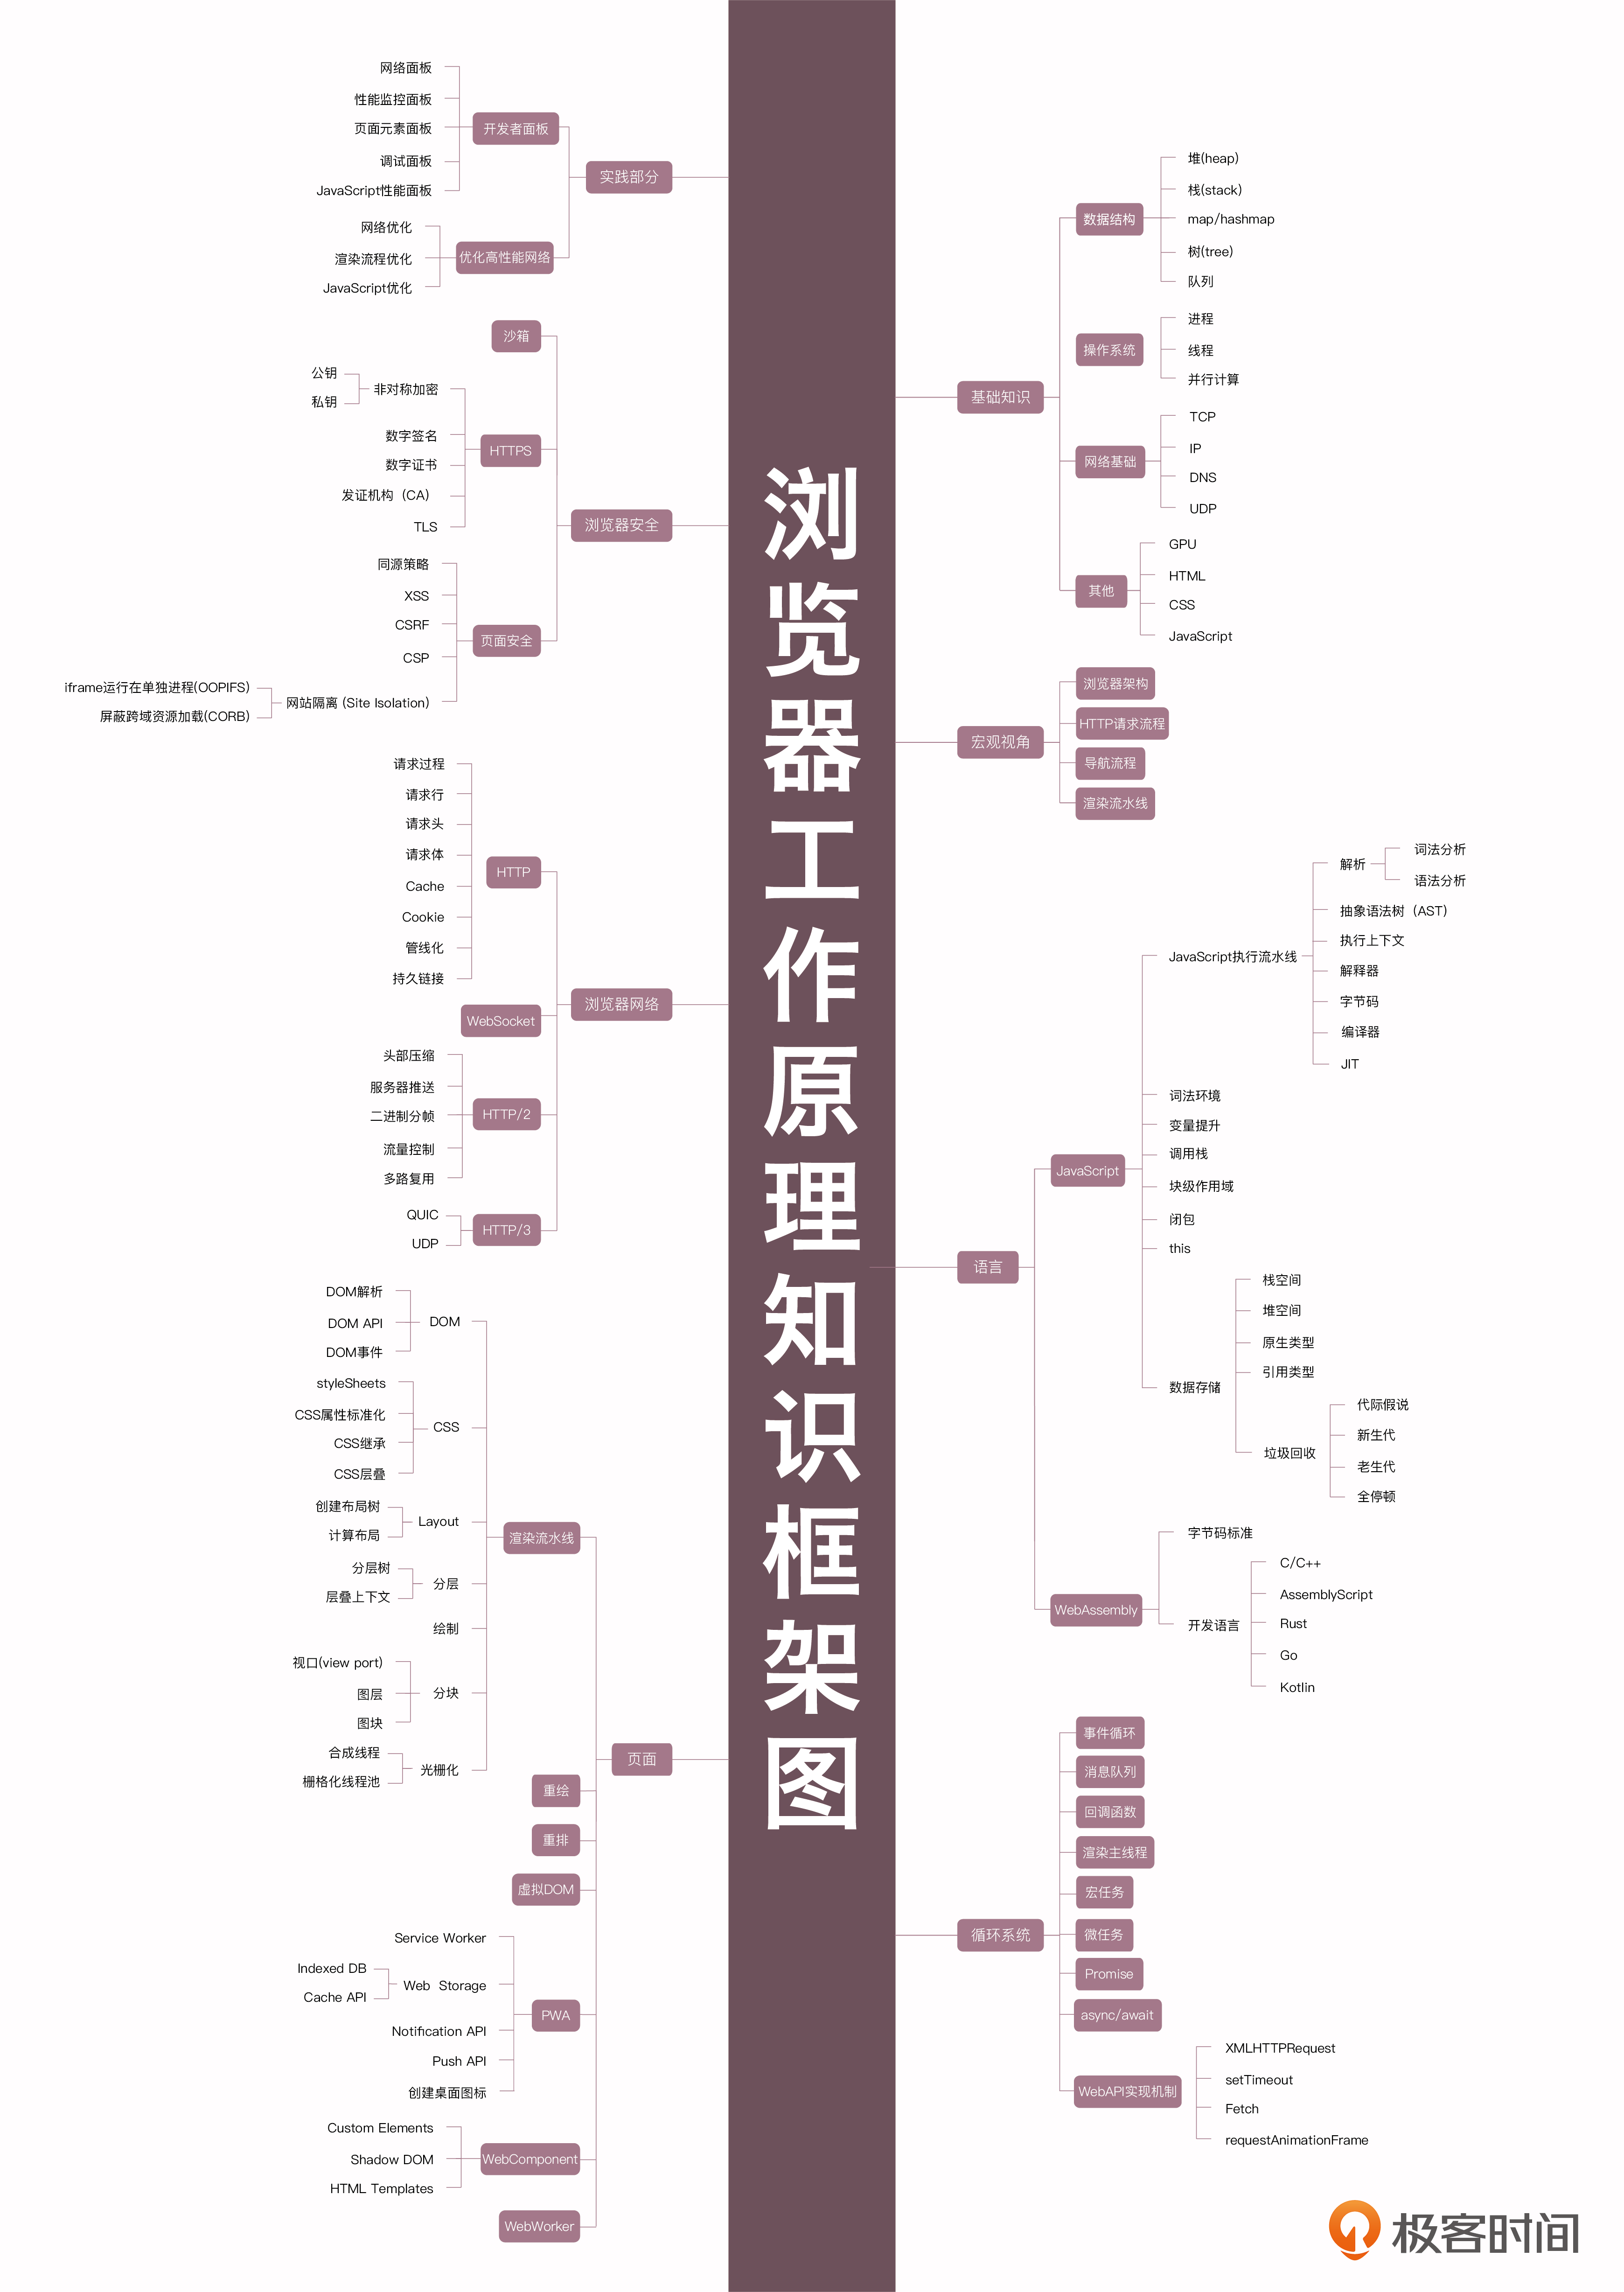 浏览器工作原理知识框架图
实践部分
开发者面板
网络面板
性能监控面板
页面元素面板
调试面板
JavaScript性能面板
优化高性能网络
网络优化
渲染流程优化
JavaScript优化
浏览器安全
沙箱
HTTPS
非对称加密
公钥
私钥
数字签名
数字证书
发证机构（CA）
TLS
页面安全
同源策略
XSS
CSRF
CSP
网站隔离 (Site Isolation)
iframe运行在单独进程(OOPIFS)
屏蔽跨域资源加载(CORB)
浏览器网络
HTTP
请求过程
请求行
请求头
请求体
Cache
Cookie
管线化
持久链接
WebSocket
HTTP/2
头部压缩
服务器推送
二进制分帧
流量控制
多路复用
HTTP/3
QUIC
UDP
页面
渲染流水线
DOM
DOM解析
DOM API
DOM事件
CSS
styleSheets
CSS属性标准化
CSS继承
CSS层叠
Layout
创建布局树
计算布局
分层
分层树
层叠上下文
绘制
分块
视口(view port)
图层
图块
光栅化
合成线程
栅格化线程池
重绘
重排
虚拟DOM
PWA
Service Worker
Web Storage
Indexed DB
Cache API
Notification API
Push API
创建桌面图标
WebComponent
Custom Elements
Shadow DOM
HTML Templates
WebWorker
基础知识
数据结构
堆(heap)
栈(stack)
map/hashmap
树(tree)
队列
操作系统
进程
线程
并行计算
网络基础
TCP
IP
DNS
UDP
其他
GPU
HTML
CSS
JavaScript
宏观视角
浏览器架构
HTTP请求流程
导航流程
渲染流水线
语言
JavaScript
JavaScript执行流水线
解析
词法分析
语法分析
抽象语法树（AST）
执行上下文
解释器
字节码
编译器
JIT
词法环境
变量提升
调用栈
块级作用域
闭包
this
数据存储
栈空间
堆空间
原生类型
引用类型
垃圾回收
代际假说
新生代
老生代
全停顿
WebAssembly
字节码标准
开发语言
C/C++
AssemblyScript
Rust
Go
Kotlin
循环系统
事件循环
消息队列
回调函数
渲染主线程
宏任务
微任务
Promise
async/await
WebAPI实现机制
XMLHTTPRequest
setTimeout
Fetch
requestAnimationFrame
极客时间